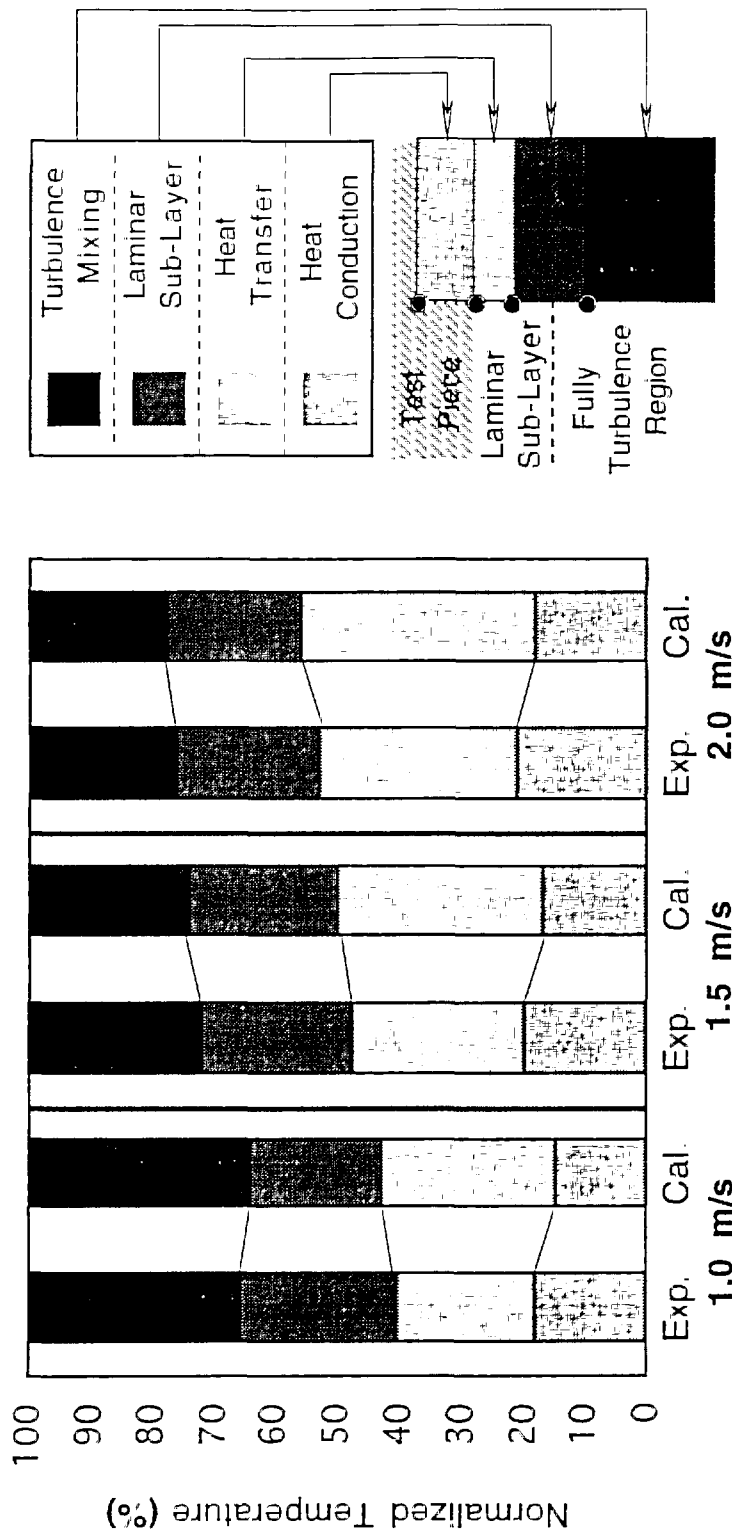 Normalized Temperature (%)
100
90
80
70
60
50
40
30
20
10
0
Exp. Cal. Exp. Cal. Exp. Cal.
1.0 m/s 1.5 m/s 2.0 m/s
Turbulence
Mixing
Laminar
Sub-Layer
Heat
Transfer
Heat
Conduction
Test
Piece
Laminar
Sub-Layer
Fully
Turbulence
Region